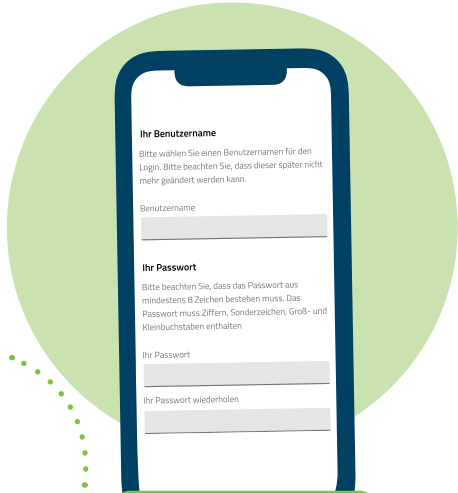 Ihr Benutzername
Bitte wählen Sie einen Benutzernamen für den
Login. Bitte beachten Sie, dass dieser später nicht
mehr geändert werden kann.
Benutzername
Ihr Passwort
Bitte beachten Sie, dass das Passwort aus
mindestens 8 Zeichen bestehen muss. Das
Passwort muss Ziffern, Sonderzeichen, Groß- und
Kleinbuchstaben enthalten
Ihr Passwort
Ihr Passwort wiederholen